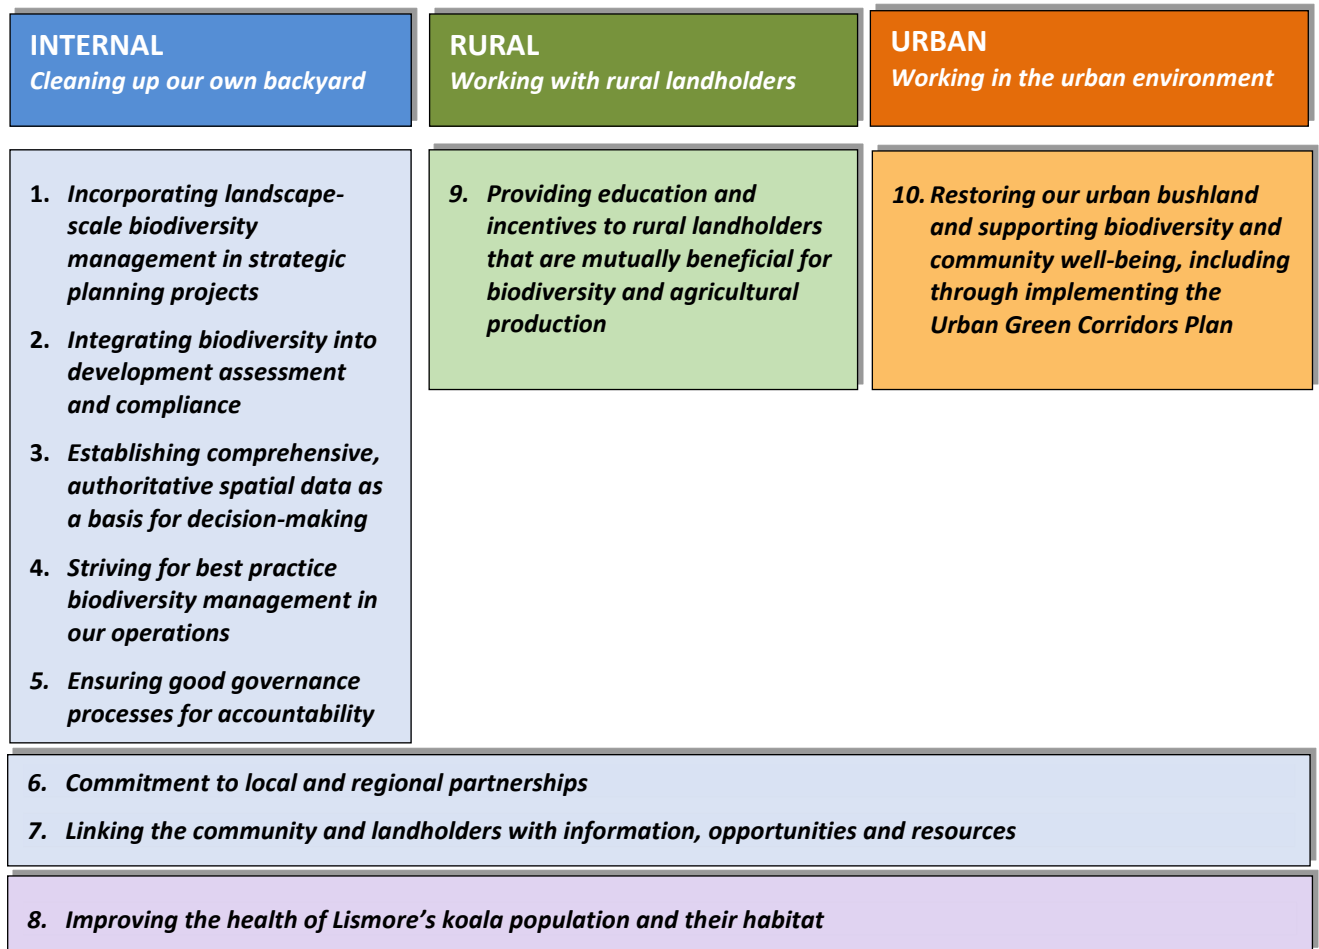 INTERNAL
Cleaning up our own backyard
RURAL
Working with rural landholders
URBAN
Working in the urban environment
1. Incorporating landscape-
scale biodiversity
management in strategic
planning projects
2. Integrating biodiversity into
development assessment
and compliance
3. Establishing comprehensive,
authoritative spatial data as
a basis for decision-making
4. Striving for best practice
biodiversity management in
our operations
5. Ensuring good governance
processes for accountability
9. Providing education and
incentives to rural landholders
that are mutually beneficial for
biodiversity and agricultural
production
10. Restoring our urban bushland
and supporting biodiversity and
community well-being, including
through implementing the
Urban Green Corridors Plan
6. Commitment to local and regional partnerships
7. Linking the community and landholders with information, opportunities and resources
8. Improving the health of Lismore's koala population and their habitat